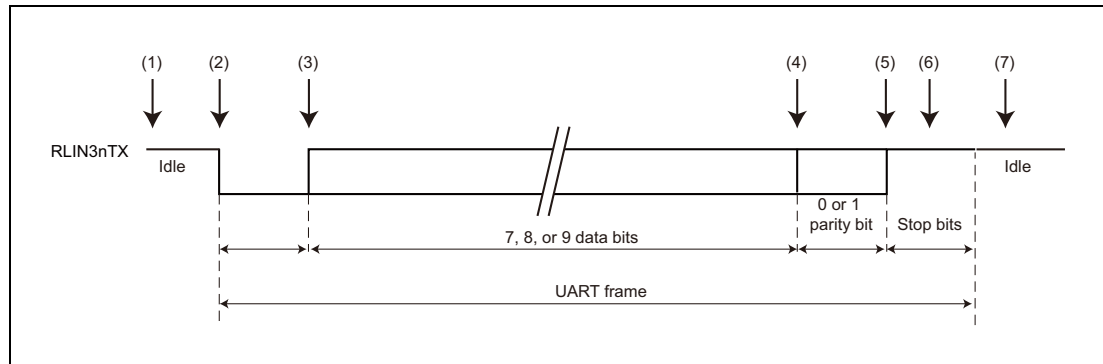 (1) (2) (3) (4) (5) (6) (7)
RLIN3nTX
Idle
Idle
0 or 1
parity bit
Stop bits
7, 8, or 9 data bits
UART frame